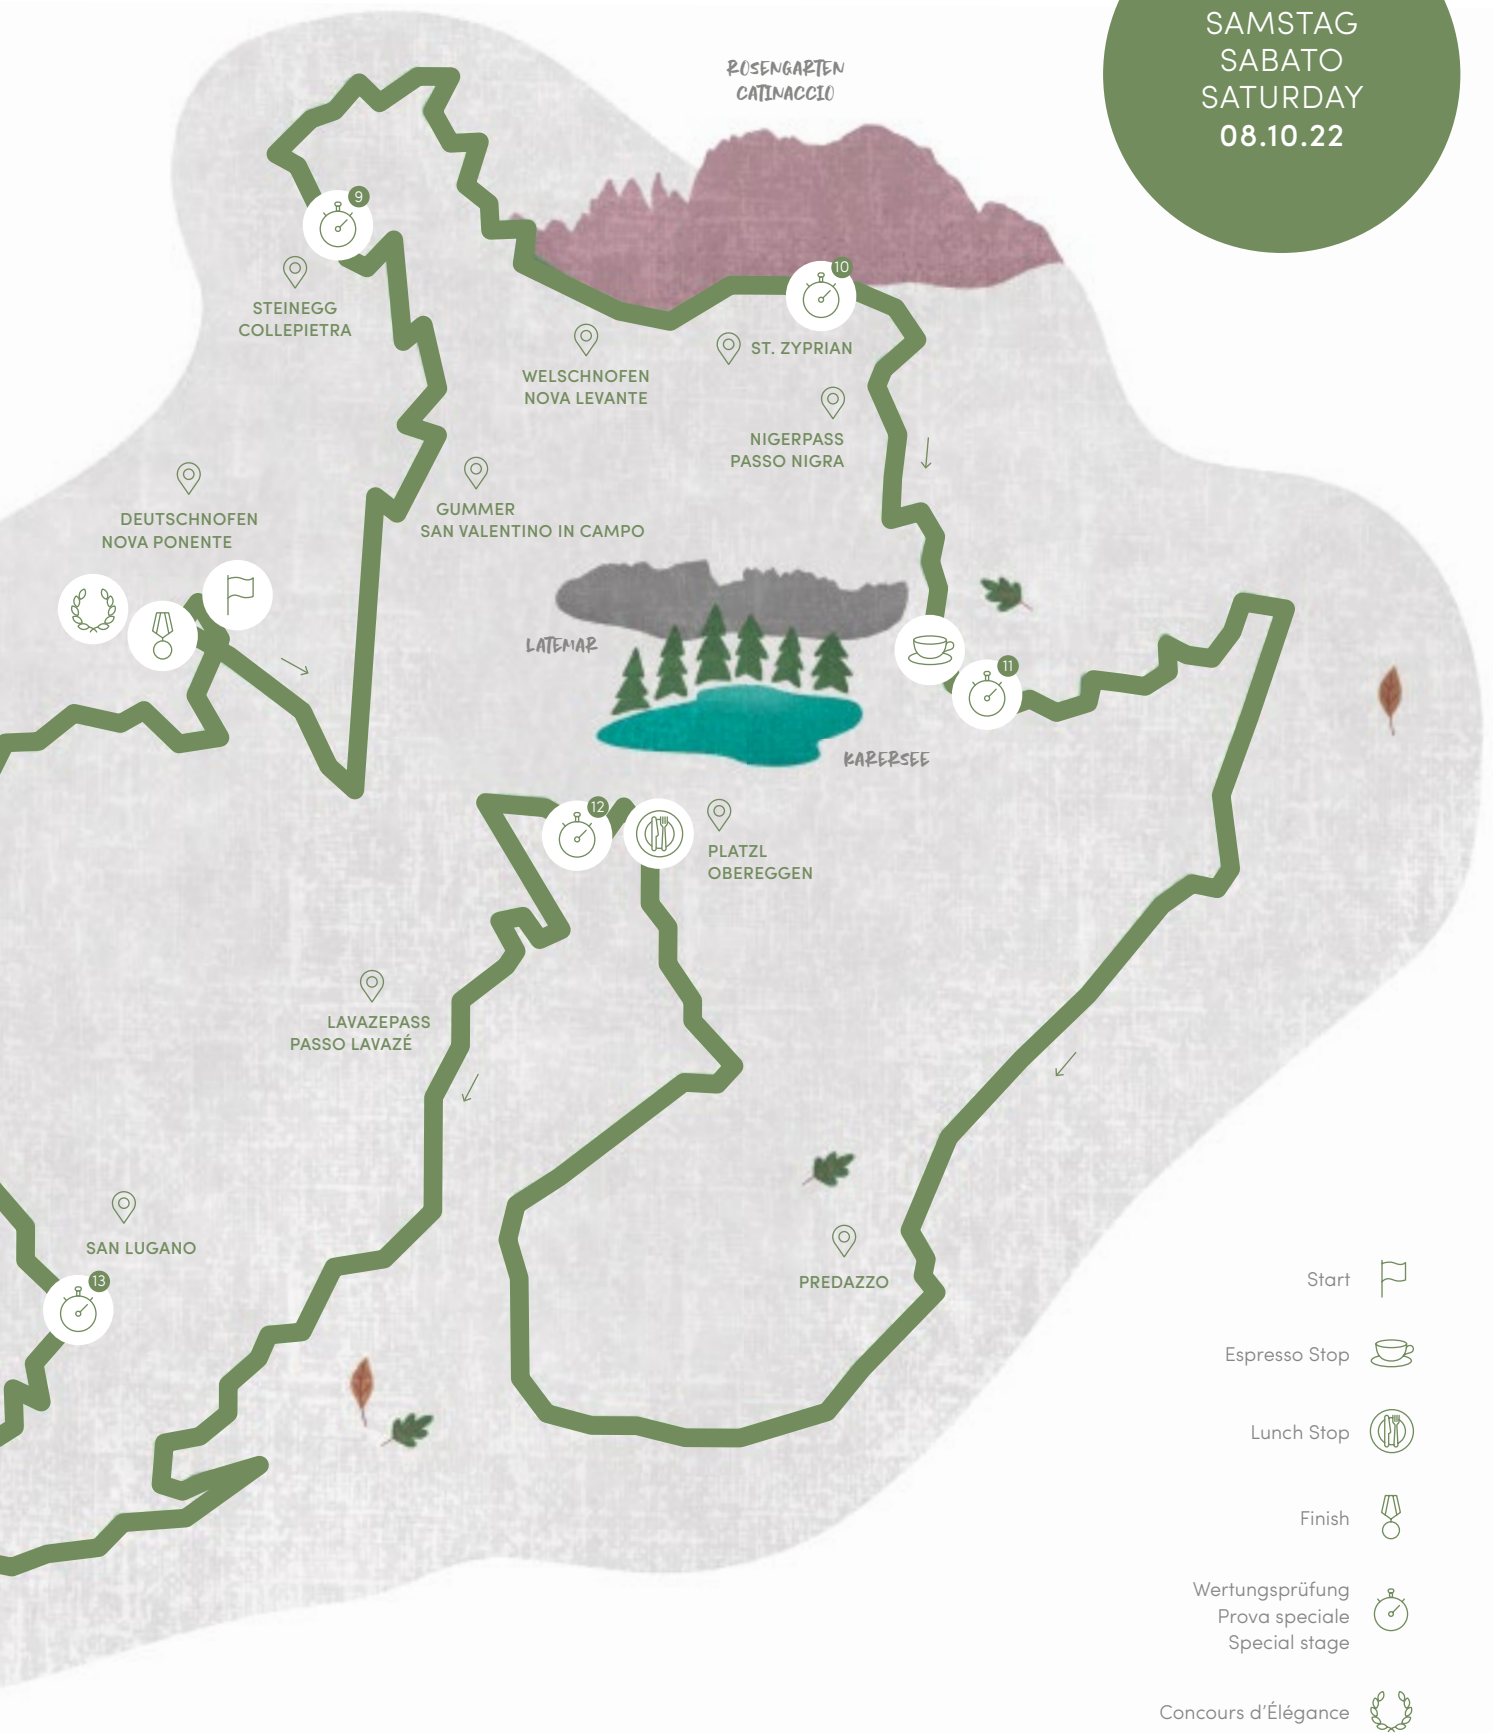 SAMSTAG
SABATO
SATURDAY
08.10.22
ROSENGARTEN
CATINACCIO
9
10
STEINEGG
COLLEPIETRA
WELSCHNOFEN
NOVA LEVANTE
ST. ZYPRIAN
NIGERPASS
PASSO NIGRA
DEUTSCHNOFEN
NOVA PONENTE
GUMMER
SAN VALENTINO IN CAMPO
LATEMAR
11
KARERSEE
12
PLATZL
OBEREGGEN
LAVAZEPASS
PASSO LAVAZÉ
SAN LUGANO
13
PREDAZZO
Start
Espresso Stop
Lunch Stop
Finish
Wertungsprüfung
Prova speciale
Special stage
Concours d'Élégance